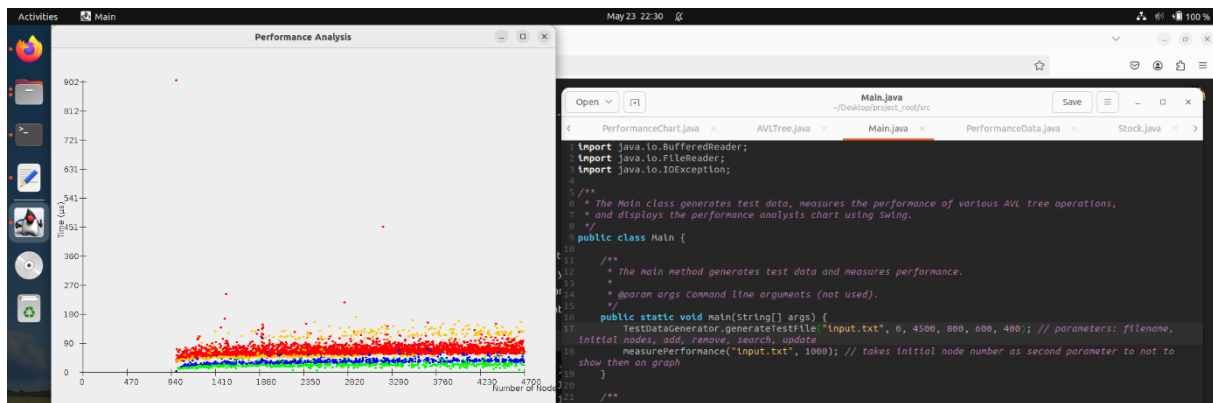 Activities
Main
May 23 22:30
100 %
Performance Analysis
902
812
721
631
541
451
360
270
180
90
0
Time (µs)
0 470 940 1410 1880 2350 2820 3290 3760 4230 4700
Number of Node
Open
Main.java
~/Desktop/project_root/src
Save
PerformanceChart.java
AVLTree.java
Main.java
PerformanceData.java
Stock.java
1 import java.io.BufferedReader;
2 import java.io.FileReader;
3 import java.io.IOException;
4
5 /**
6 * The Main class generates test data, measures the performance of various AVL tree operations,
7 * and displays the performance analysis chart using Swing.
8 */
9 public class Main {
10
11 /**
12 * The main method generates test data and measures performance.
13 *
14 * @param args Command line arguments (not used).
15 */
16 public static void main(String[] args) {
17 TestDataGenerator.generateTestFile("input.txt", 0, 4500, 800, 600, 400); // parameters: filename,
initial nodes, add, remove, search, update
18 measurePerformance("input.txt", 1000); // takes initial node number as second parameter to not to
show them on graph
19 }
20
21 /**